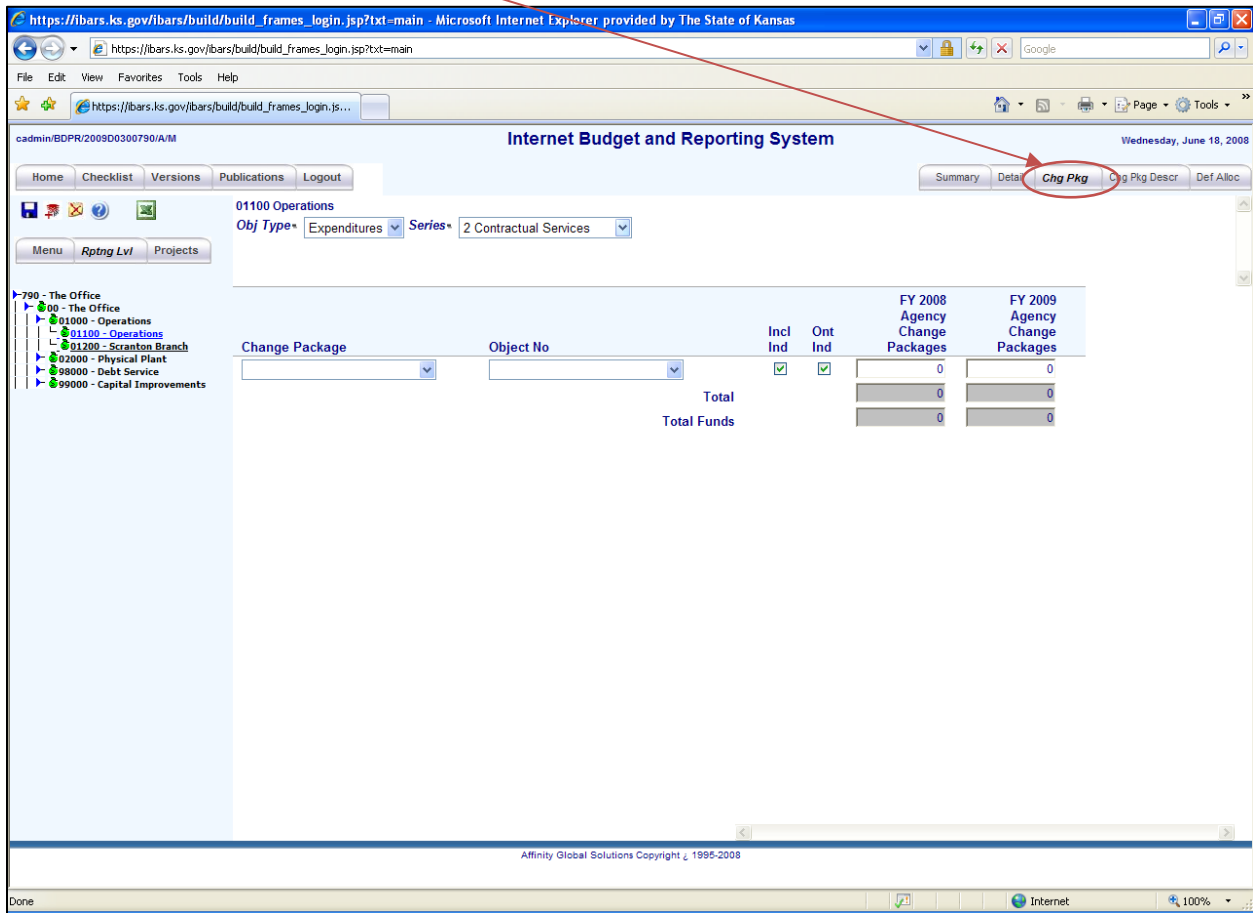 https://ibars.ks.gov/ibars/build/build_frames_login.jsp?txt=main - Microsoft Internet Explorer provided by The State of Kansas
https://ibars.ks.gov/ibars/build/build_frames_login.jsp?txt=main
Google
File Edit View Favorites Tools Help
https://ibars.ks.gov/ibars/build/build_frames_login.js...
Page Tools
cadmin/BDPR/2009D0300790/A/M
Internet Budget and Reporting System
Wednesday, June 18, 2008
Home Checklist Versions Publications Logout
Summary Detail Chg Pkg Chg Pkg Descr Def Alloc
01100 Operations
Obj Type Expenditures Series 2 Contractual Services
Menu Rptng Lvl Projects
790 - The Office
00 - The Office
01000 - Operations
01100 - Operations
01200 - Scranton Branch
02000 - Physical Plant
98000 - Debt Service
99000 - Capital Improvements
Change Package
Object No
Incl Ind
Ont Ind
FY 2008 Agency Change Packages
FY 2009 Agency Change Packages
0 0
Total 0 0
Total Funds 0 0
Affinity Global Solutions Copyright ¿ 1995-2008
Done
Internet
100%